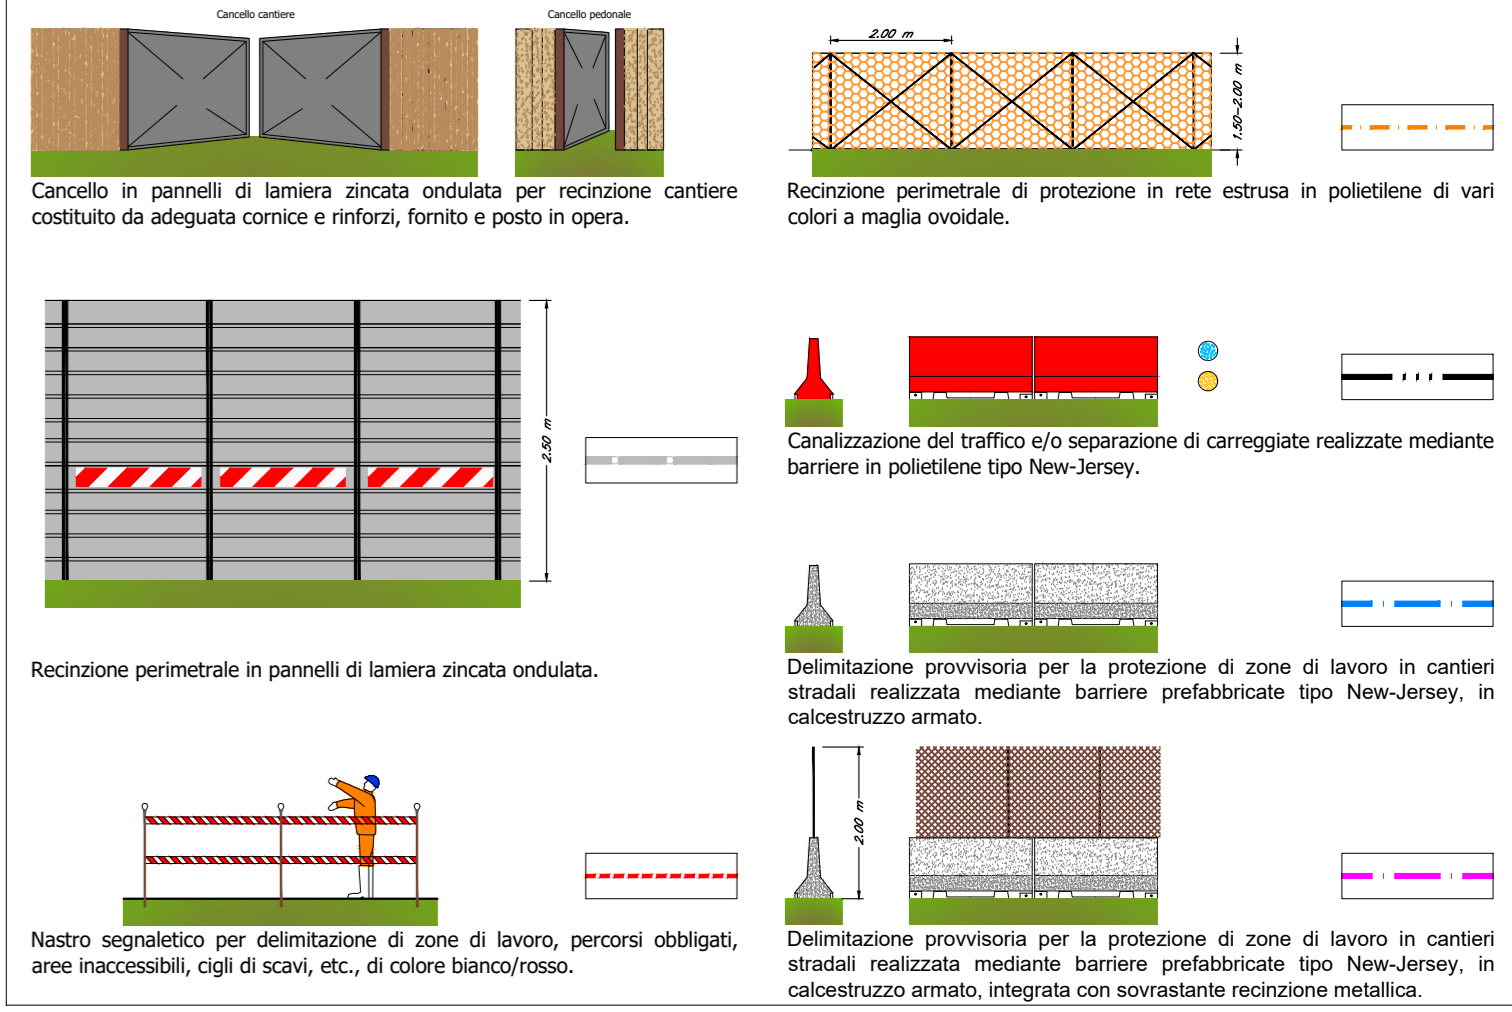 Cancello cantiere
Cancello pedonale
Cancello in pannelli di lamiera zincata ondulata per recinzione cantiere
costituito da adeguata cornice e rinforzi, fornito e posto in opera.
2.50 m
Recinzione perimetrale in pannelli di lamiera zincata ondulata.
Nastro segnaletico per delimitazione di zone di lavoro, percorsi obbligati,
aree inaccessibili, cigli di scavi, etc., di colore bianco/rosso.
2.00 m
1.50-2.00 m
Recinzione perimetrale di protezione in rete estrusa in polietilene di vari
colori a maglia ovoidale.
Canalizzazione del traffico e/o separazione di carreggiate realizzate mediante
barriere in polietilene tipo New-Jersey.
Delimitazione provvisoria per la protezione di zone di lavoro in cantieri
stradali realizzata mediante barriere prefabbricate tipo New-Jersey, in
calcestruzzo armato.
2.00 m
Delimitazione provvisoria per la protezione di zone di lavoro in cantieri
stradali realizzata mediante barriere prefabbricate tipo New-Jersey, in
calcestruzzo armato, integrata con sovrastante recinzione metallica.